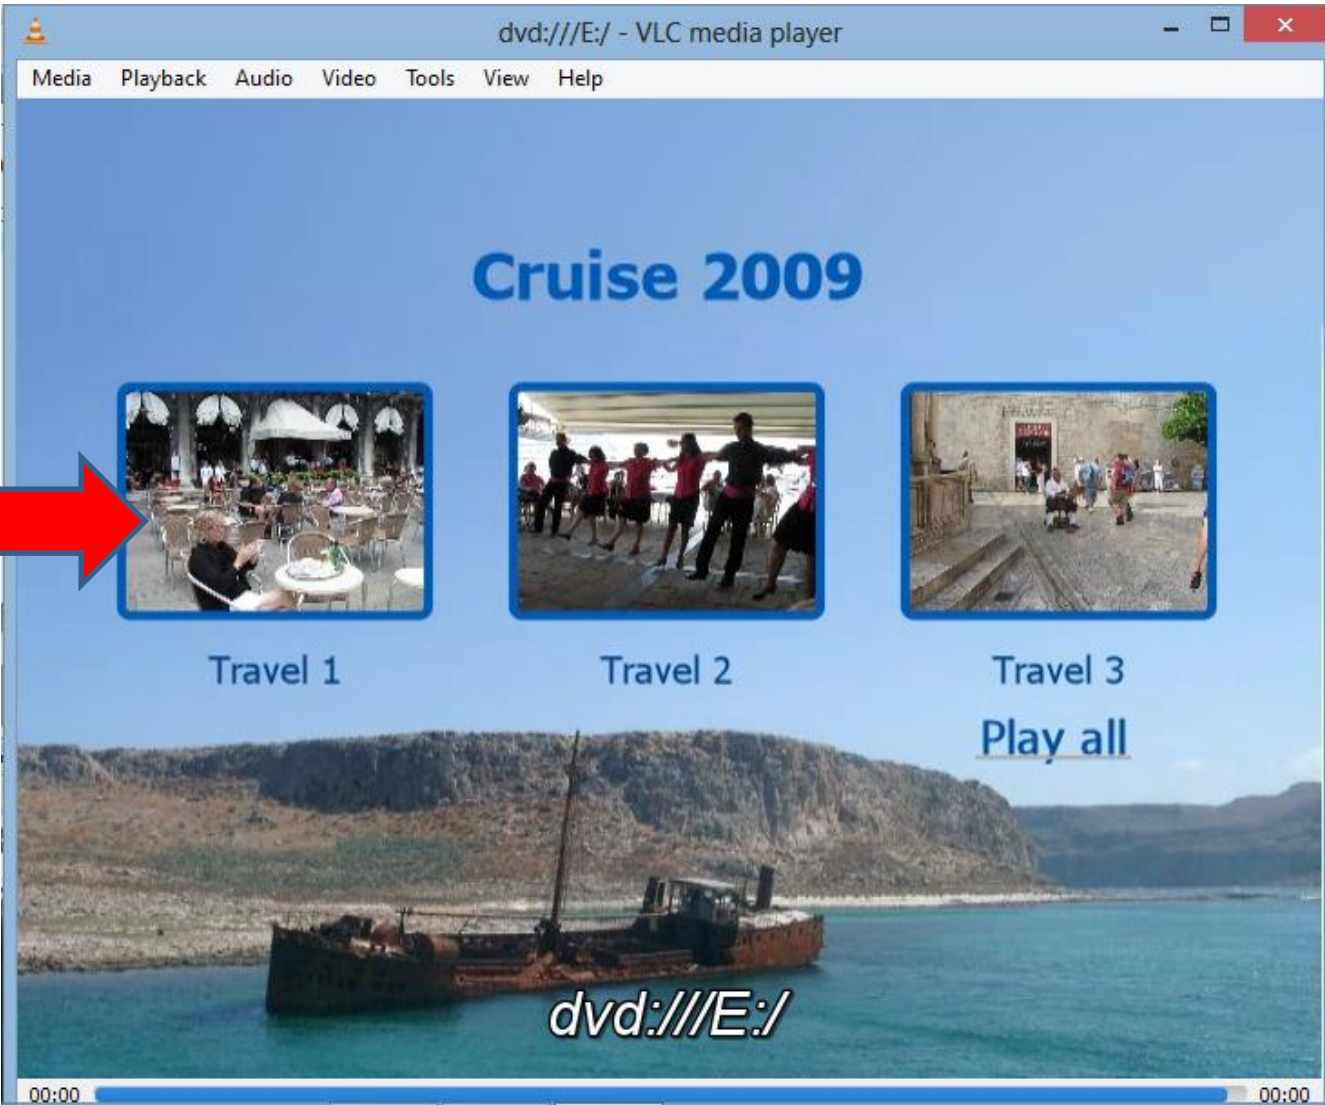 dvd:///E:/ - VLC media player
Media Playback Audio Video Tools View Help
Cruise 2009
Travel 1 Travel 2 Travel 3
Play all
dvd:///E:/
00:00 00:00